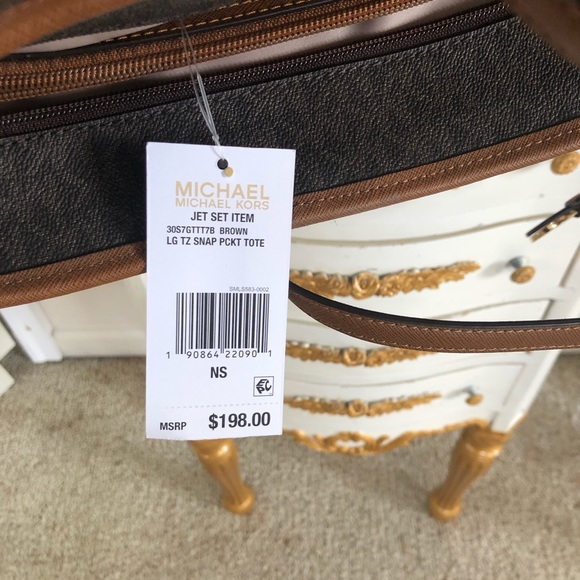 MICHAEL
MICHAEL KORS
JET SET ITEM
30S7GTTT7B BROWN
LG TZ SNAP PCKT TOTE
SMLSS83-0002
1 90864 22090 1
NS
MSRP $198.00